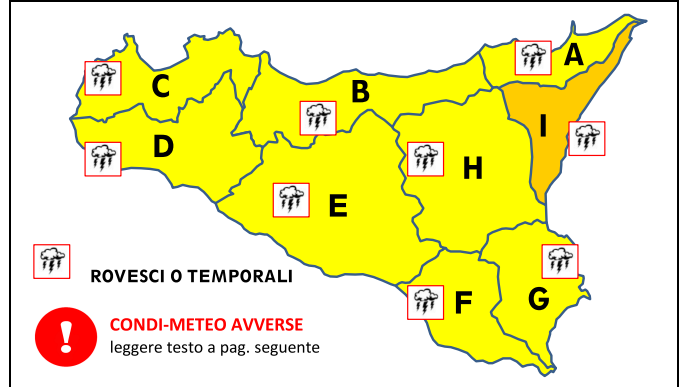 A
C
B
I
D
H
E
F
G
ROVESCI O TEMPORALI
!
CONDI-METEO AVVERSE
leggere testo a pag. seguente